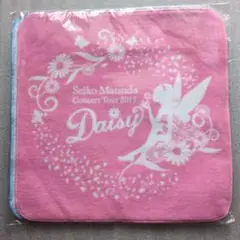 Seiko Matsuda
Concert Tour 2017
Daisy